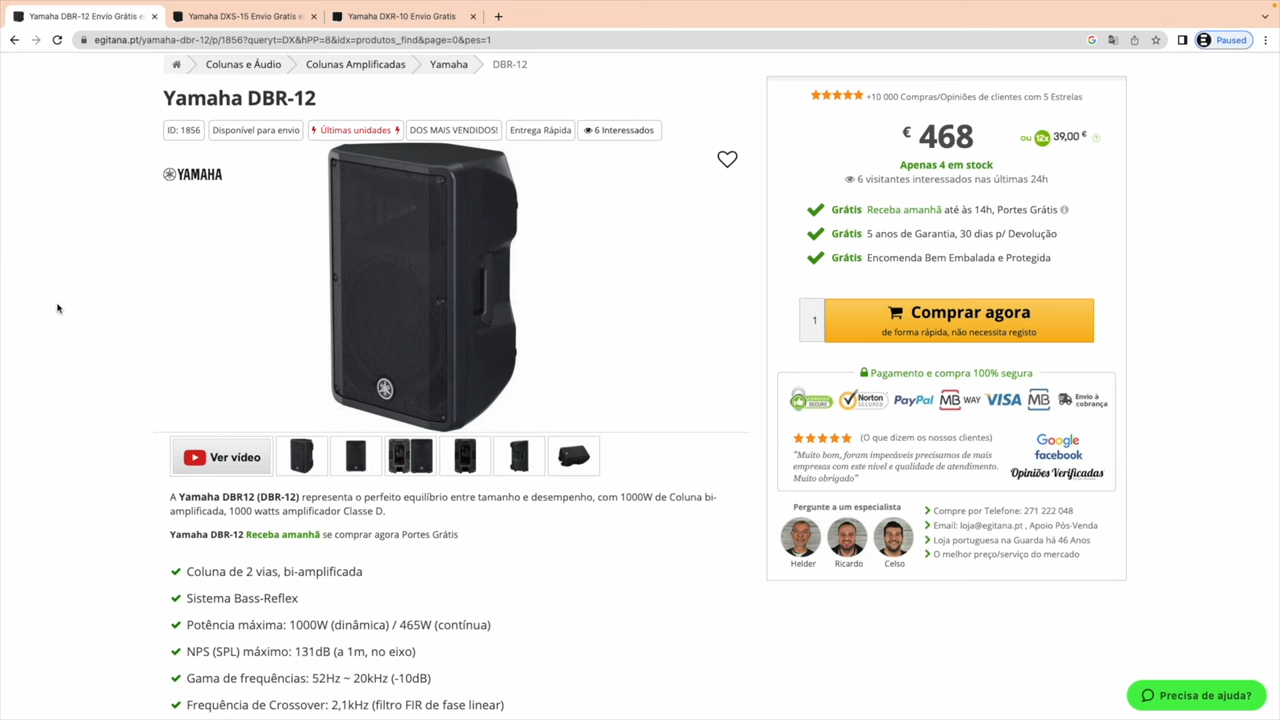 Yamaha DBR-12 Envío Grátis e
Yamaha DXS-15 Envio Gratis e
Yamaha DXR-10 Envio Gratis
egitana.pt/yamaha-dbr-12/p/1856?queryt=DX&hPP=8&idx=produtos_find&page=0&pes=1
Paused
Colunas e Áudio
Colunas Amplificadas
Yamaha
DBR-12
Yamaha DBR-12
ID: 1856
Disponível para envio
Últimas unidades
DOS MAIS VENDIDOS!
Entrega Rápida
6 Interessados
YAMAHA
Ver vídeo
A Yamaha DBR12 (DBR-12) representa o perfeito equilíbrio entre tamanho e desempenho, com 1000W de Coluna bi-
amplificada, 1000 watts amplificador Classe D.
Yamaha DBR-12 Receba amanhã se comprar agora Portes Grátis
Coluna de 2 vias, bi-amplificada
Sistema Bass-Reflex
Potência máxima: 1000W (dinâmica) / 465W (contínua)
NPS (SPL) máximo: 131dB (a 1m, no eixo)
Gama de frequências: 52Hz ~ 20kHz (-10dB)
Frequência de Crossover: 2,1kHz (filtro FIR de fase linear)
+10 000 Compras/Opiniões de clientes com 5 Estrelas
€ 468
ou 12x 39,00 €
Apenas 4 em stock
6 visitantes interessados nas últimas 24h
Grátis Receba amanhã até às 14h, Portes Grátis
Grátis 5 anos de Garantia, 30 dias p/ Devolução
Grátis Encomenda Bem Embalada e Protegida
1
Comprar agora
de forma rápida, não necessita registo
Pagamento e compra 100% segura
SECURE
Norton
SECURED
PayPal
MB WAY
VISA
MB
Envio à
cobrança
(O que dizem os nossos clientes)
"Muito bom, foram impecáveis precisamos de mais
empresas com este nivel e qualidade de atendimento.
Muito obrigado"
Google
facebook
Opiniões Verificadas
Pergunte a um especialista
Helder
Ricardo
Celso
Compre por Telefone: 271 222 048
Email: loja@egitana.pt , Apoio Pós-Venda
Loja portuguesa na Guarda há 46 Anos
O melhor preço/serviço do mercado
Precisa de ajuda?